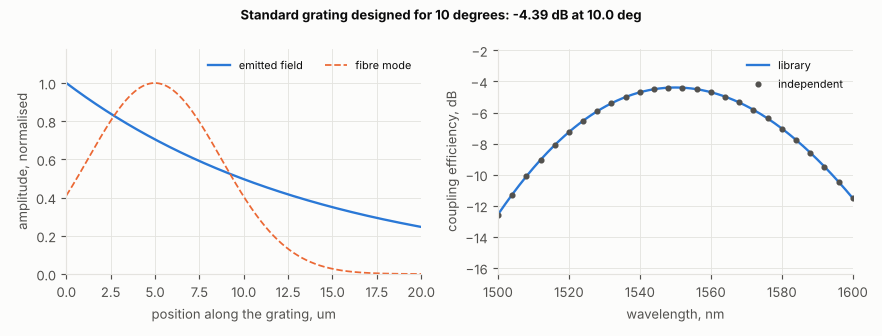 Standard grating designed for 10 degrees: -4.39 dB at 10.0 deg
emitted field
fibre mode
1.0
0.8
0.6
0.4
0.2
0.0
0.0 2.5 5.0 7.5 10.0 12.5 15.0 17.5 20.0
amplitude, normalised
position along the grating, um
library
independent
−2
−4
−6
−8
−10
−12
−14
−16
1500 1520 1540 1560 1580 1600
coupling efficiency, dB
wavelength, nm